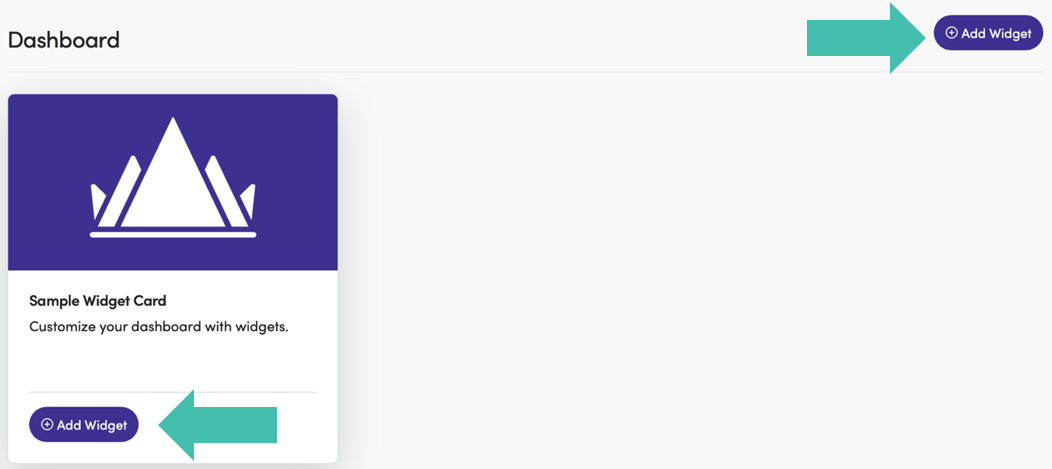 Dashboard
Add Widget
Sample Widget Card
Customize your dashboard with widgets.
Add Widget